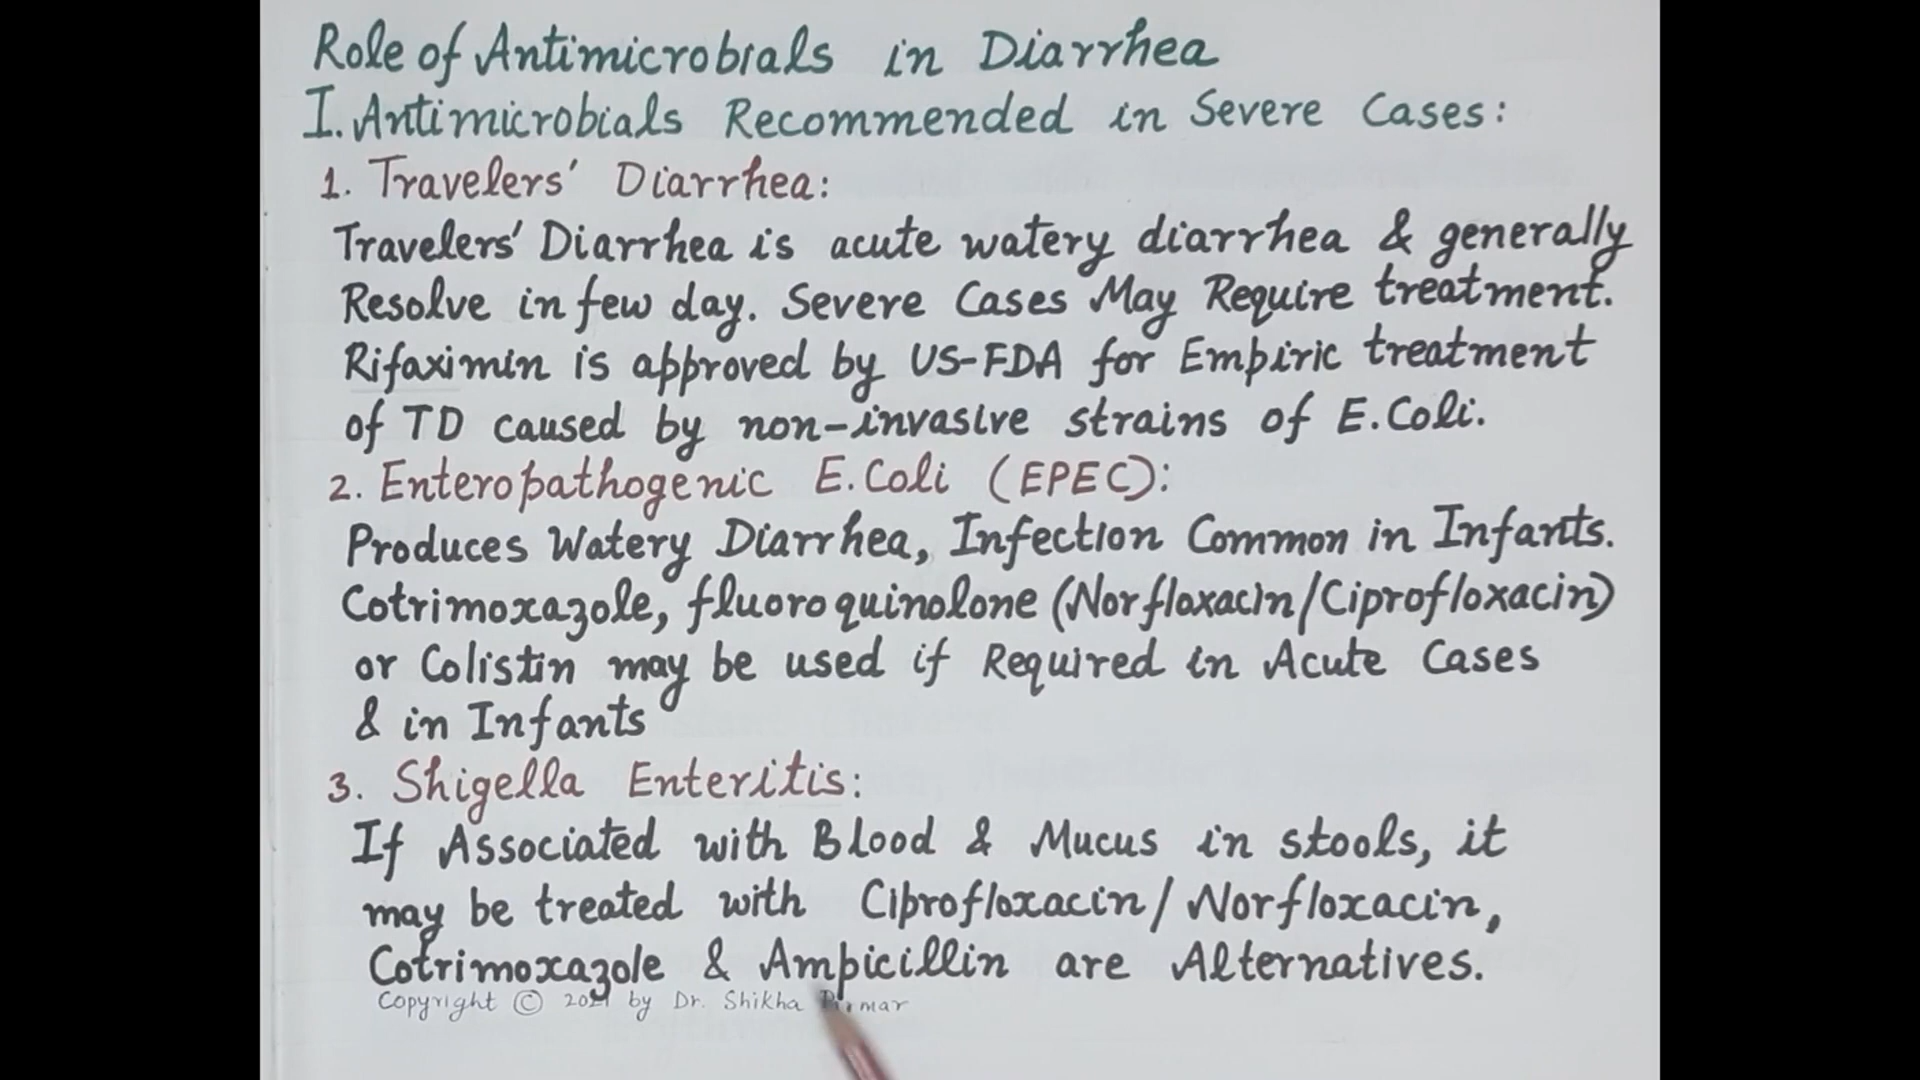 Role of Antimicrobials in Diarrhea
I. Antimicrobials Recommended in Severe Cases:
1. Travelers' Diarrhea:
Travelers' Diarrhea is acute watery diarrhea & generally
Resolve in few day. Severe Cases May Require treatment.
Rifaximin is approved by US-FDA for Empiric treatment
of TD caused by non-invasive strains of E.Coli.
2. Enteropathogenic E.Coli (EPEC):
Produces Watery Diarrhea, Infection Common in Infants.
Cotrimoxazole, fluoroquinolone (Norfloxacin/Ciprofloxacin)
or Colistin may be used if Required in Acute Cases
& in Infants
3. Shigella Enteritis:
If Associated with Blood & Mucus in stools, it
may be treated with Ciprofloxacin/Norfloxacin,
Cotrimoxazole & Ampicillin are Alternatives.
Copyright © 2021 by Dr. Shikha